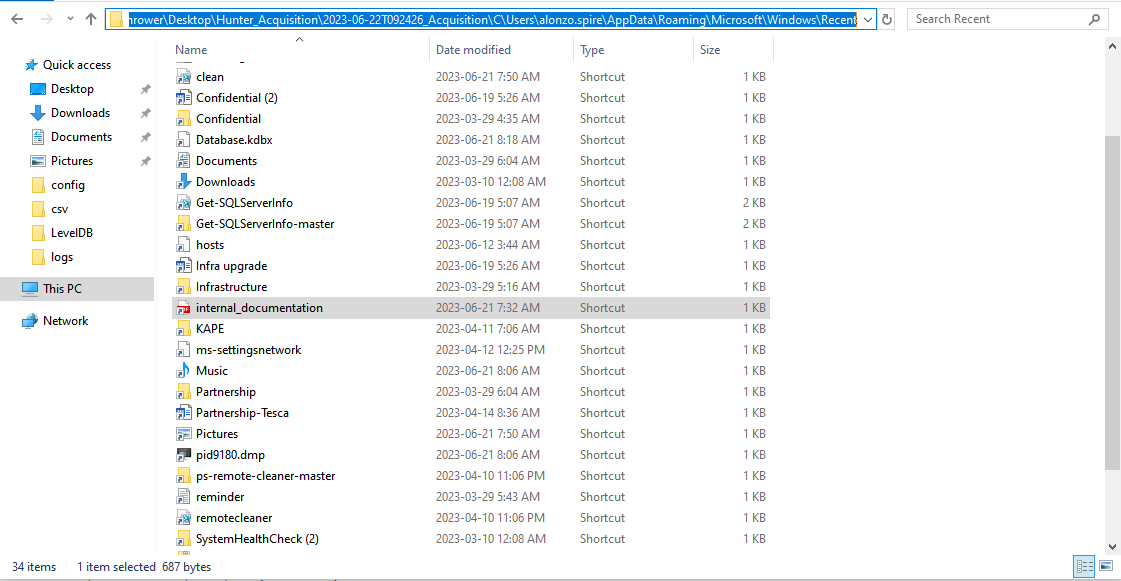 hrower\Desktop\Hunter_Acquisition\2023-06-22T092426_Acquisition\C\Users\alonzo.spire\AppData\Roaming\Microsoft\Windows\Recent
Search Recent
Name Date modified Type Size
Quick access
Desktop
Downloads
Documents
Pictures
config
csv
LevelDB
logs
This PC
Network
clean 2023-06-21 7:50 AM Shortcut 1 KB
Confidential (2) 2023-06-19 5:26 AM Shortcut 1 KB
Confidential 2023-03-29 4:35 AM Shortcut 1 KB
Database.kdbx 2023-06-21 8:18 AM Shortcut 1 KB
Documents 2023-03-29 6:04 AM Shortcut 1 KB
Downloads 2023-03-10 12:08 AM Shortcut 1 KB
Get-SQLServerInfo 2023-06-19 5:07 AM Shortcut 2 KB
Get-SQLServerInfo-master 2023-06-19 5:07 AM Shortcut 2 KB
hosts 2023-06-12 3:44 AM Shortcut 1 KB
Infra upgrade 2023-06-19 5:26 AM Shortcut 1 KB
Infrastructure 2023-03-29 5:16 AM Shortcut 1 KB
internal_documentation 2023-06-21 7:32 AM Shortcut 1 KB
KAPE 2023-04-11 7:06 AM Shortcut 1 KB
ms-settingsnetwork 2023-04-12 12:25 PM Shortcut 1 KB
Music 2023-06-21 8:06 AM Shortcut 1 KB
Partnership 2023-03-29 6:04 AM Shortcut 1 KB
Partnership-Tesca 2023-04-14 8:36 AM Shortcut 1 KB
Pictures 2023-06-21 7:50 AM Shortcut 1 KB
pid9180.dmp 2023-06-21 8:06 AM Shortcut 1 KB
ps-remote-cleaner-master 2023-04-10 11:06 PM Shortcut 1 KB
reminder 2023-03-29 5:43 AM Shortcut 1 KB
remotecleaner 2023-04-10 11:06 PM Shortcut 1 KB
SystemHealthCheck (2) 2023-03-10 12:08 AM Shortcut 1 KB
34 items 1 item selected 687 bytes